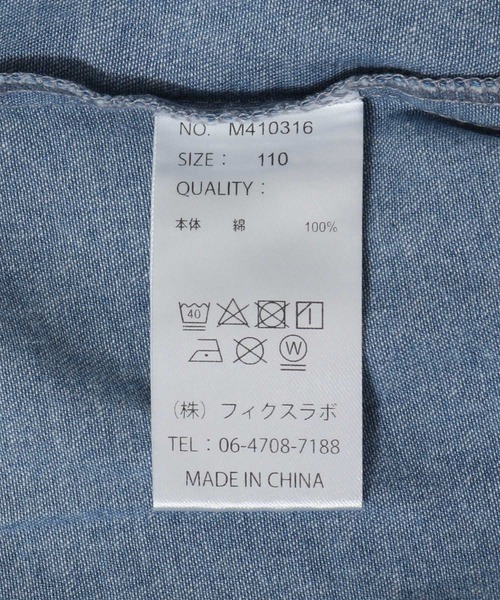 NO. M410316
SIZE： 110
QUALITY：
本体 綿 100%
40
W
（株）フィクスラボ
TEL：06-4708-7188
MADE IN CHINA